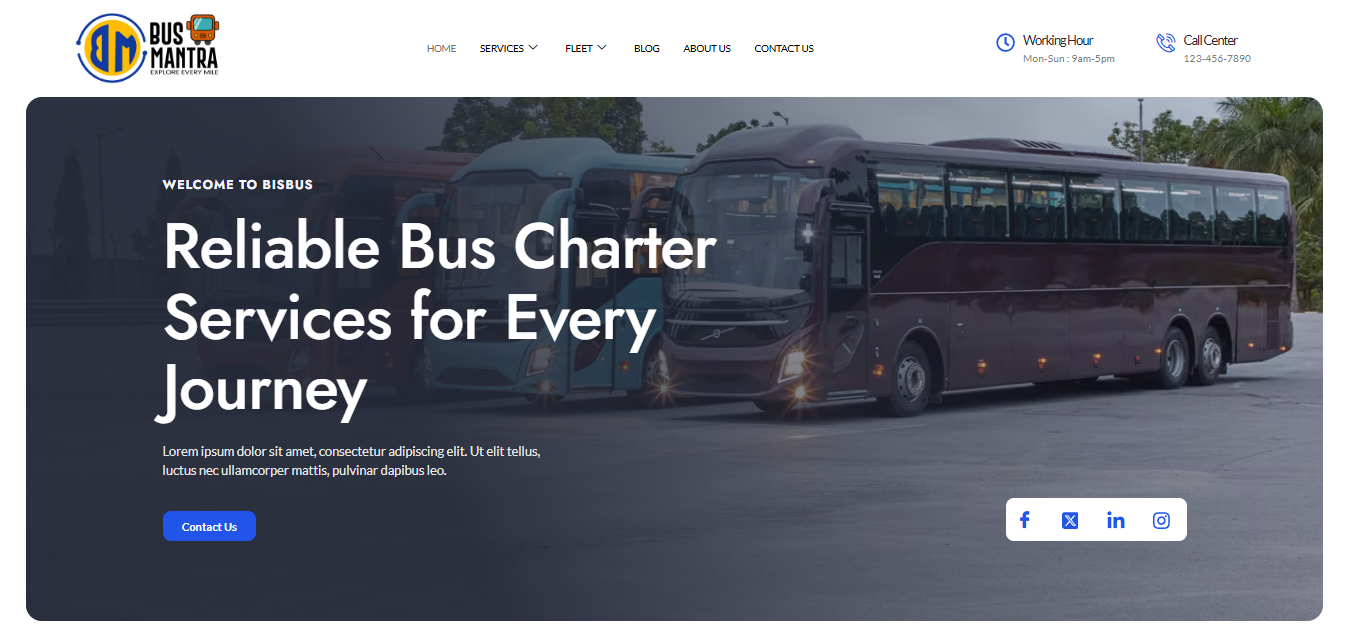 BUS
MANTRA
EXPLORE EVERY MILE
HOME SERVICES FLEET BLOG ABOUT US CONTACT US
Working Hour
Mon-Sun : 9am-5pm
Call Center
123-456-7890
WELCOME TO BISBUS
Reliable Bus Charter
Services for Every
Journey
Lorem ipsum dolor sit amet, consectetur adipiscing elit. Ut elit tellus,
luctus nec ullamcorper mattis, pulvinar dapibus leo.
Contact Us